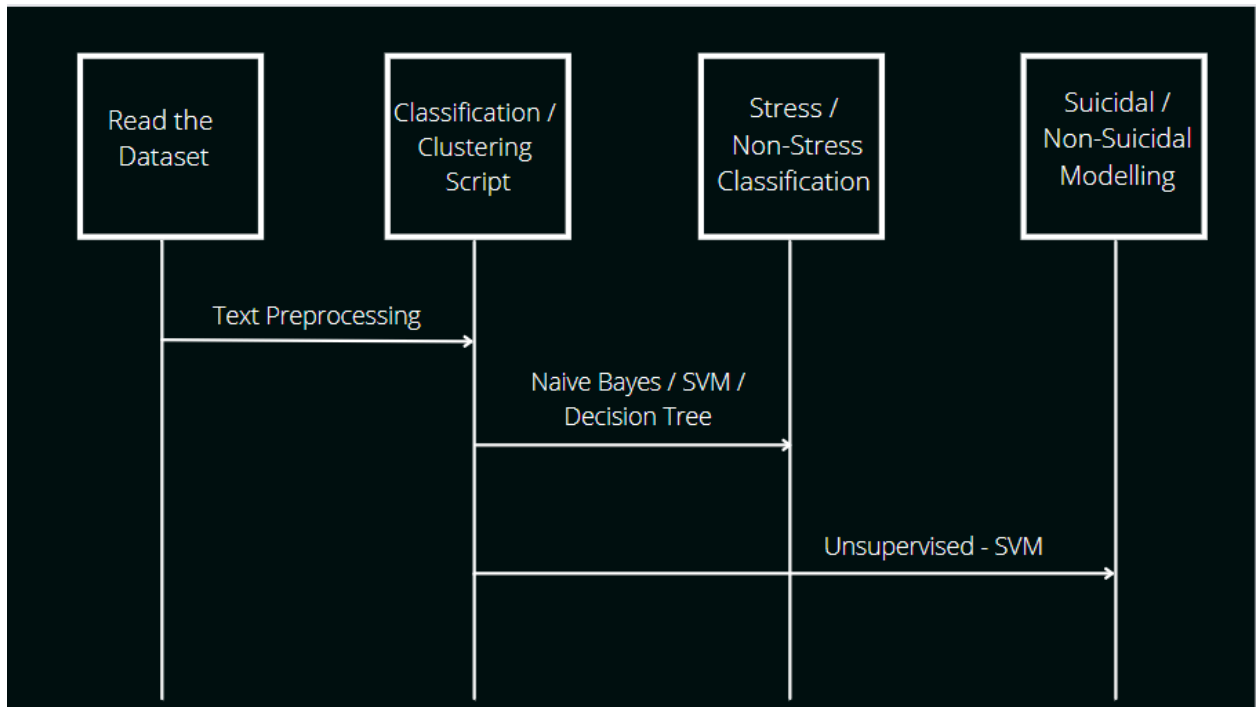 Read the
Dataset
Classification /
Clustering
Script
Stress /
Non-Stress
Classification
Suicidal /
Non-Suicidal
Modelling
Text Preprocessing
Naive Bayes / SVM /
Decision Tree
Unsupervised - SVM